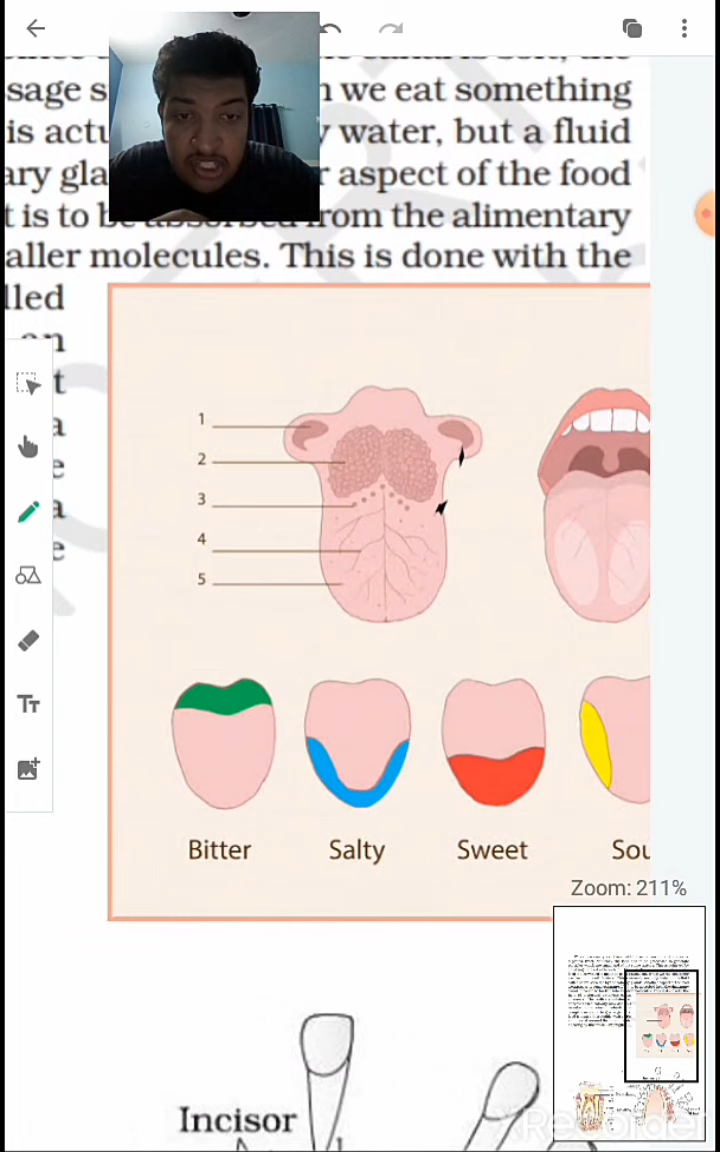 sage s we eat something
is actu water, but a fluid
ary gla r aspect of the food
t is to be absorbed from the alimentary
aller molecules. This is done with the
lled
t
a
e
a
e
1
2
3
4
5
Bitter Salty Sweet Sou
Zoom: 211%
Incisor
XRecorder